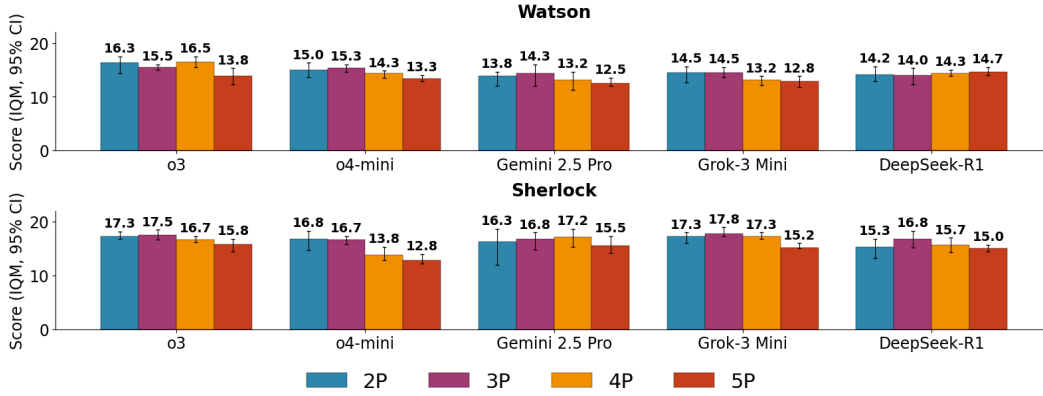 Watson
Score (IQM, 95% CI)
20
10
0
16.3 15.5 16.5 13.8
15.0 15.3 14.3 13.3
13.8 14.3 13.2 12.5
14.5 14.5 13.2 12.8
14.2 14.0 14.3 14.7
o3 o4-mini Gemini 2.5 Pro Grok-3 Mini DeepSeek-R1
Sherlock
Score (IQM, 95% CI)
20
10
0
17.3 17.5 16.7 15.8
16.8 16.7 13.8 12.8
16.3 16.8 17.2 15.5
17.3 17.8 17.3 15.2
15.3 16.8 15.7 15.0
o3 o4-mini Gemini 2.5 Pro Grok-3 Mini DeepSeek-R1
2P 3P 4P 5P